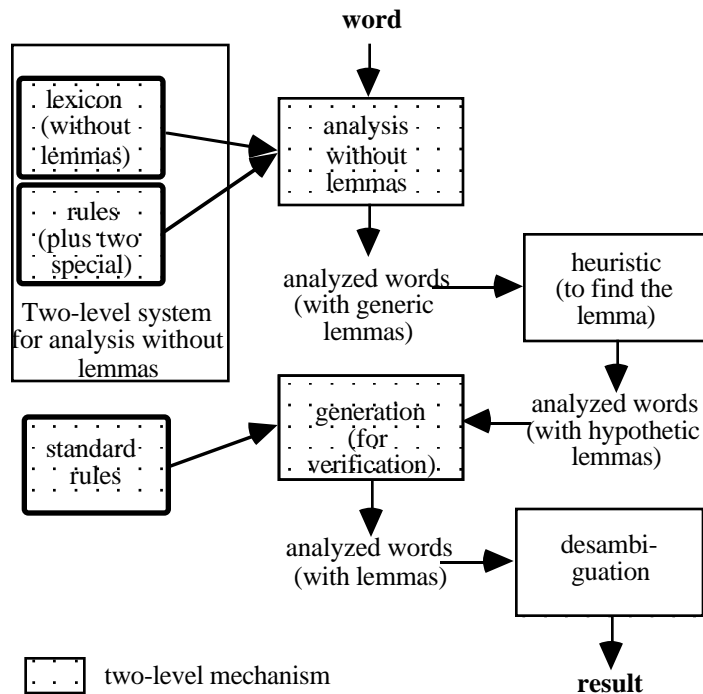 word
lexicon
(without
lemmas)
analysis
without
lemmas
rules
(plus two
special)
Two-level system
for analysis without
lemmas
analyzed words
(with generic
lemmas)
heuristic
(to find the
lemma)
standard
rules
generation
(for
verification)
analyzed words
(with hypothetic
lemmas)
analyzed words
(with lemmas)
desambi-
guation
two-level mechanism
result